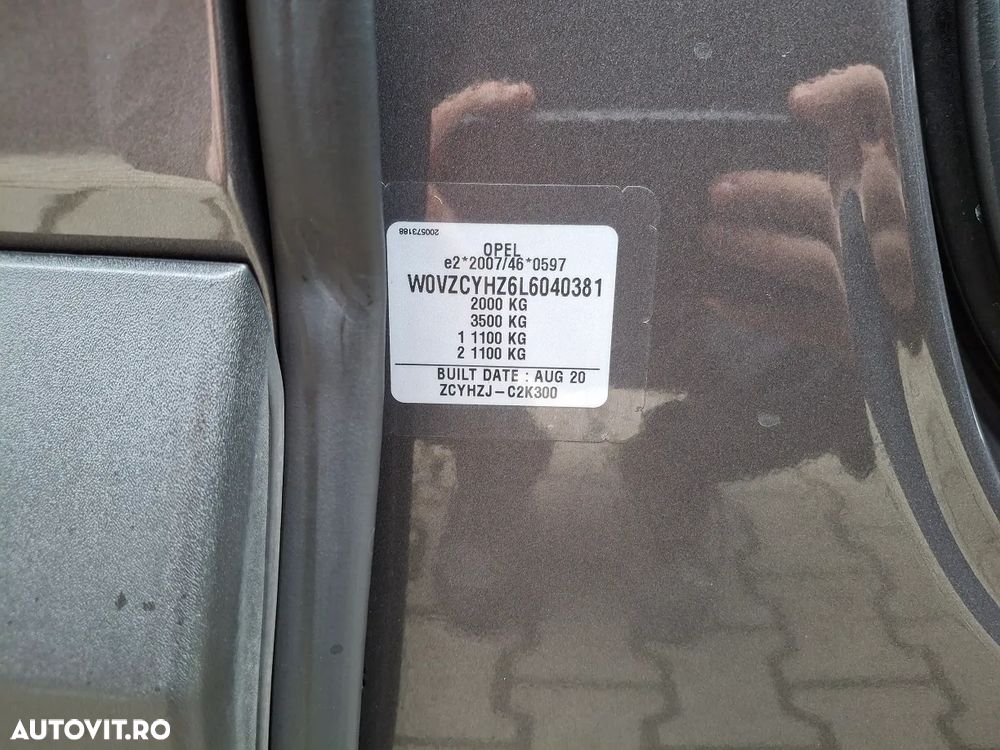 200573188
OPEL
e2*2007/46*0597
W0VZCYHZ6L6040381
2000 KG
3500 KG
1 1100 KG
2 1100 KG
BUILT DATE : AUG 20
ZCYHZJ-C2K300
AUTOVIT.RO